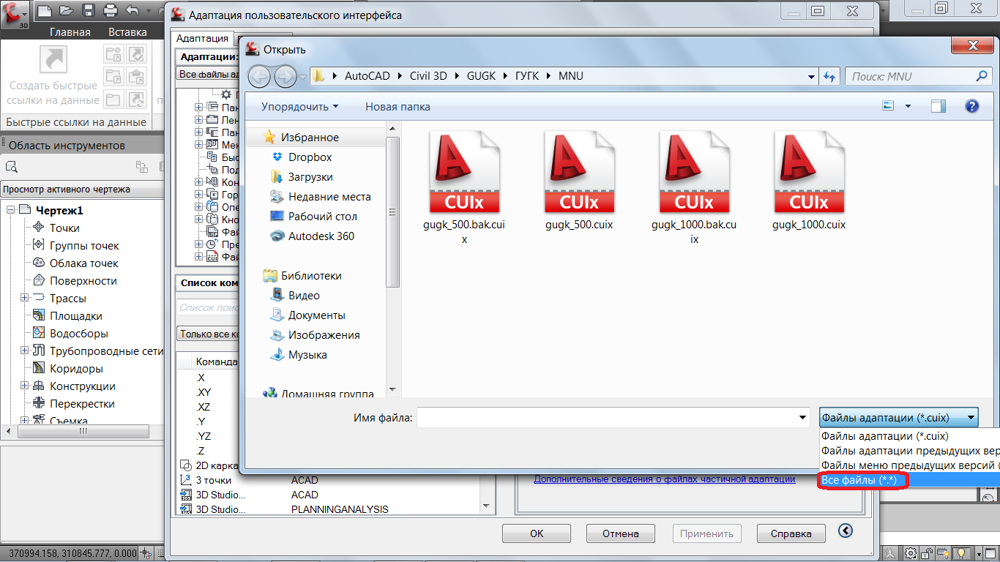 3D
Адаптация пользовательского интерфейса
Главная
Вставка
Создать быстрые
ссылки на данные
Быстрые ссылки на данные
Область инструментов
Просмотр активного чертежа
Чертеж1
Точки
Группы точек
Облака точек
Поверхности
Трассы
Площадки
Водосборы
Трубопроводные сети
Коридоры
Конструкции
Перекрестки
Съемка
370994.158, 310845.777, 0.000
Адаптация
Адаптации:
Все файлы ад
Пан
Лен
Пан
Мен
Быс
Под
Кон
Гор
Опе
Кно
Фай
Пре
Фай
Список ком
Список поис
Только все ко
Команда
.X
.XY
.XZ
.Y
.YZ
.Z
2D карка
3 точки ACAD
3D Studio... ACAD
3D Studio... PLANNINGANALYSIS
Открыть
AutoCAD
Civil 3D
GUGK
ГУГК
MNU
Поиск: MNU
Упорядочить
Новая папка
Избранное
Dropbox
Загрузки
Недавние места
Рабочий стол
Autodesk 360
Библиотеки
Видео
Документы
Изображения
Музыка
Домашняя группа
CUIx
CUIx
CUIx
CUIx
gugk_500.bak.cui
x
gugk_500.cuix
gugk_1000.bak.cu
ix
gugk_1000.cuix
Имя файла:
Файлы адаптации (*.cuix)
Файлы адаптации (*.cuix)
Файлы адаптации предыдущих вер
Файлы меню предыдущих версий (
Все файлы (*.*)
Дополнительные сведения о файлах частичной адаптации
OK
Отмена
Применить
Справка